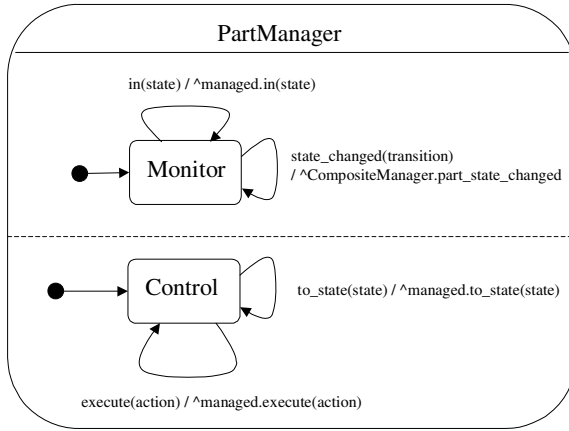 PartManager
in(state) / ^managed.in(state)
Monitor
state_changed(transition)
/ ^CompositeManager.part_state_changed
Control
to_state(state) / ^managed.to_state(state)
execute(action) / ^managed.execute(action)